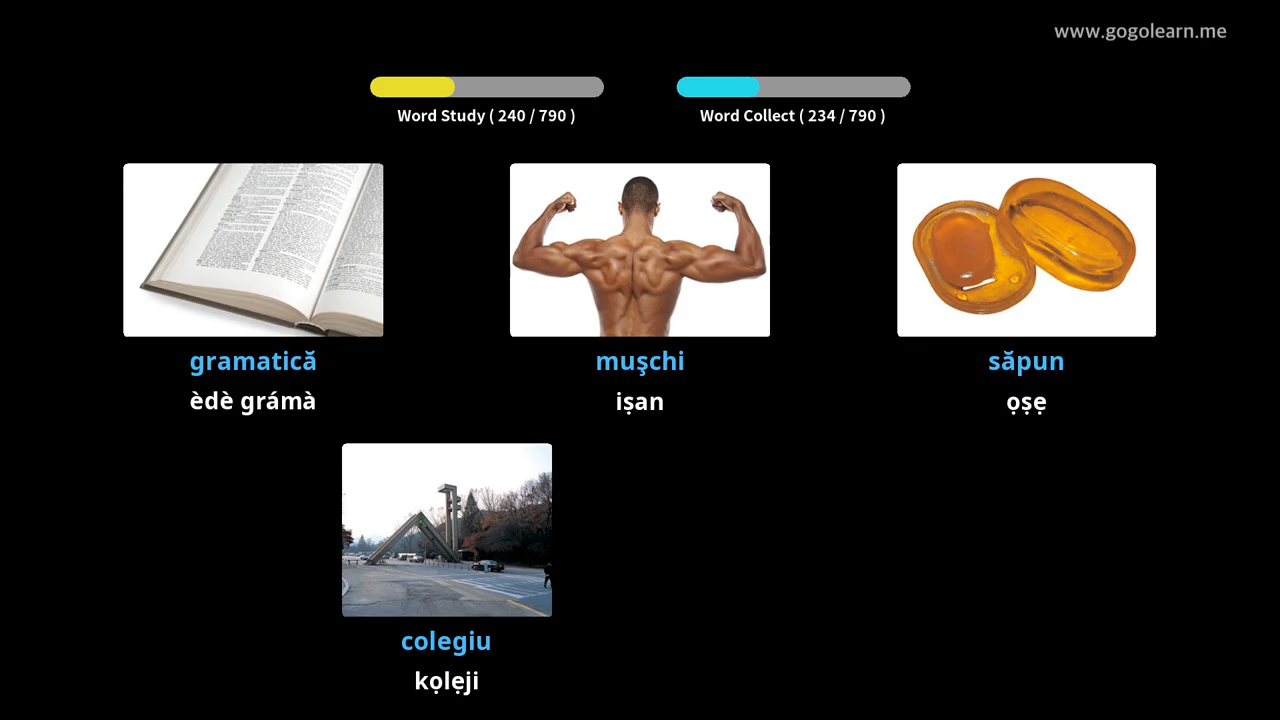 www.gogolearn.me
Word Study ( 240 / 790 )
Word Collect ( 234 / 790 )
gramatică
èdè grámà
muşchi
iṣan
săpun
ọṣẹ
colegiu
kọlẹji